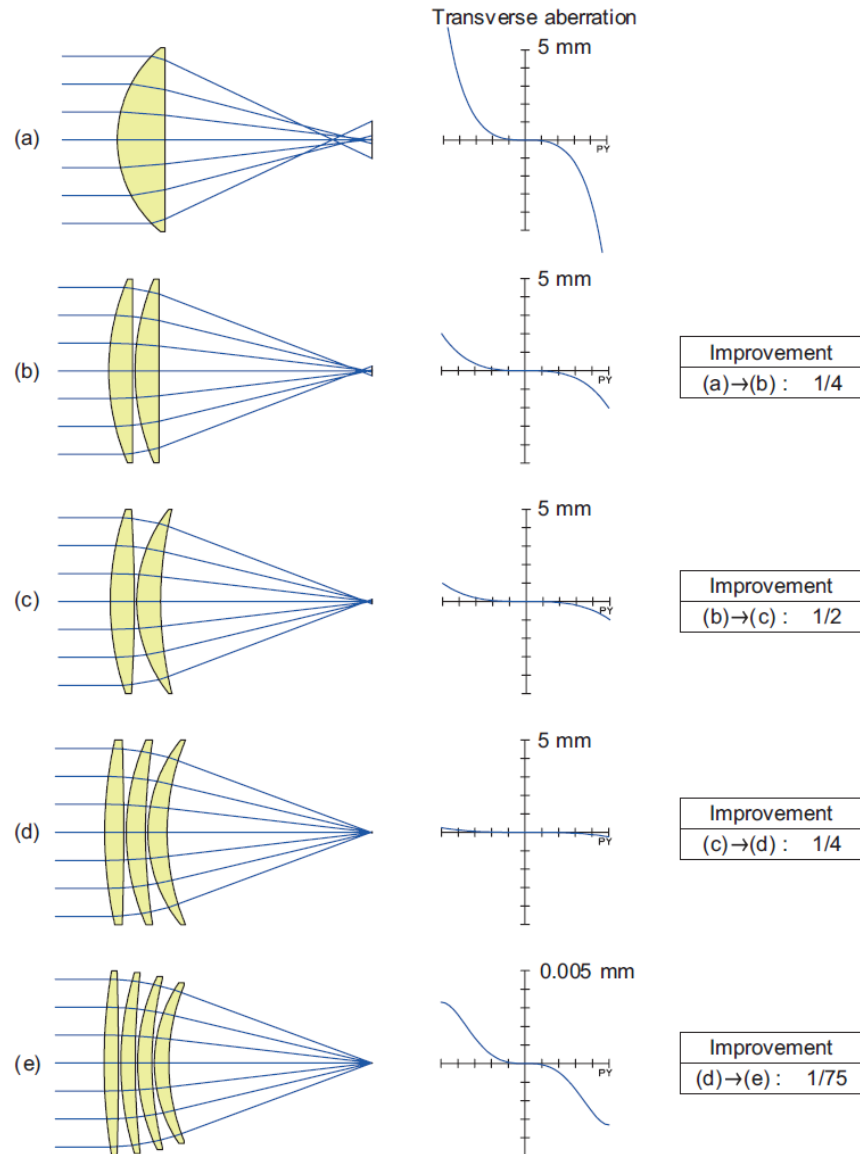 Transverse aberration
5 mm
(a)
PY
5 mm
(b)
PY
Improvement
(a)→(b) : 1/4
5 mm
(c)
PY
Improvement
(b)→(c) : 1/2
5 mm
(d)
PY
Improvement
(c)→(d) : 1/4
0.005 mm
(e)
PY
Improvement
(d)→(e) : 1/75